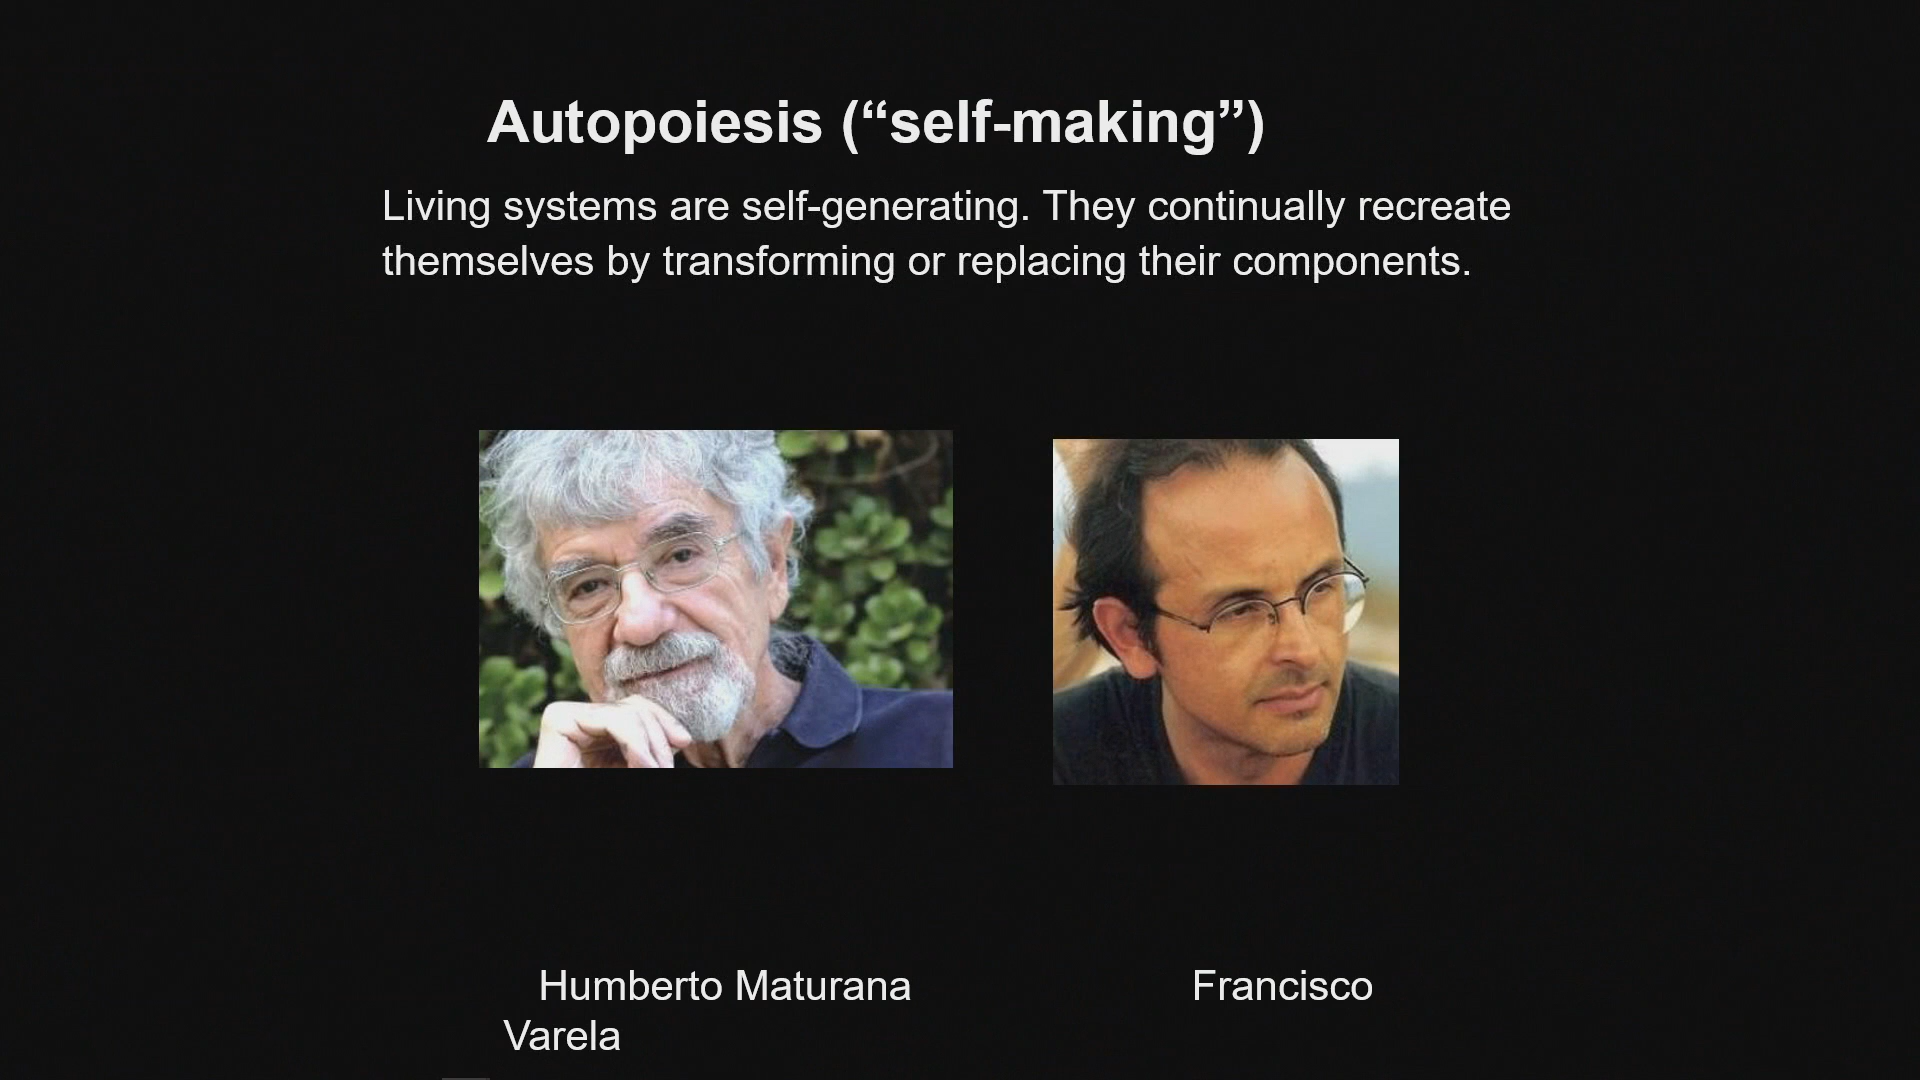 Autopoiesis (“self-making”)
Living systems are self-generating. They continually recreate
themselves by transforming or replacing their components.
Humberto Maturana Francisco
Varela